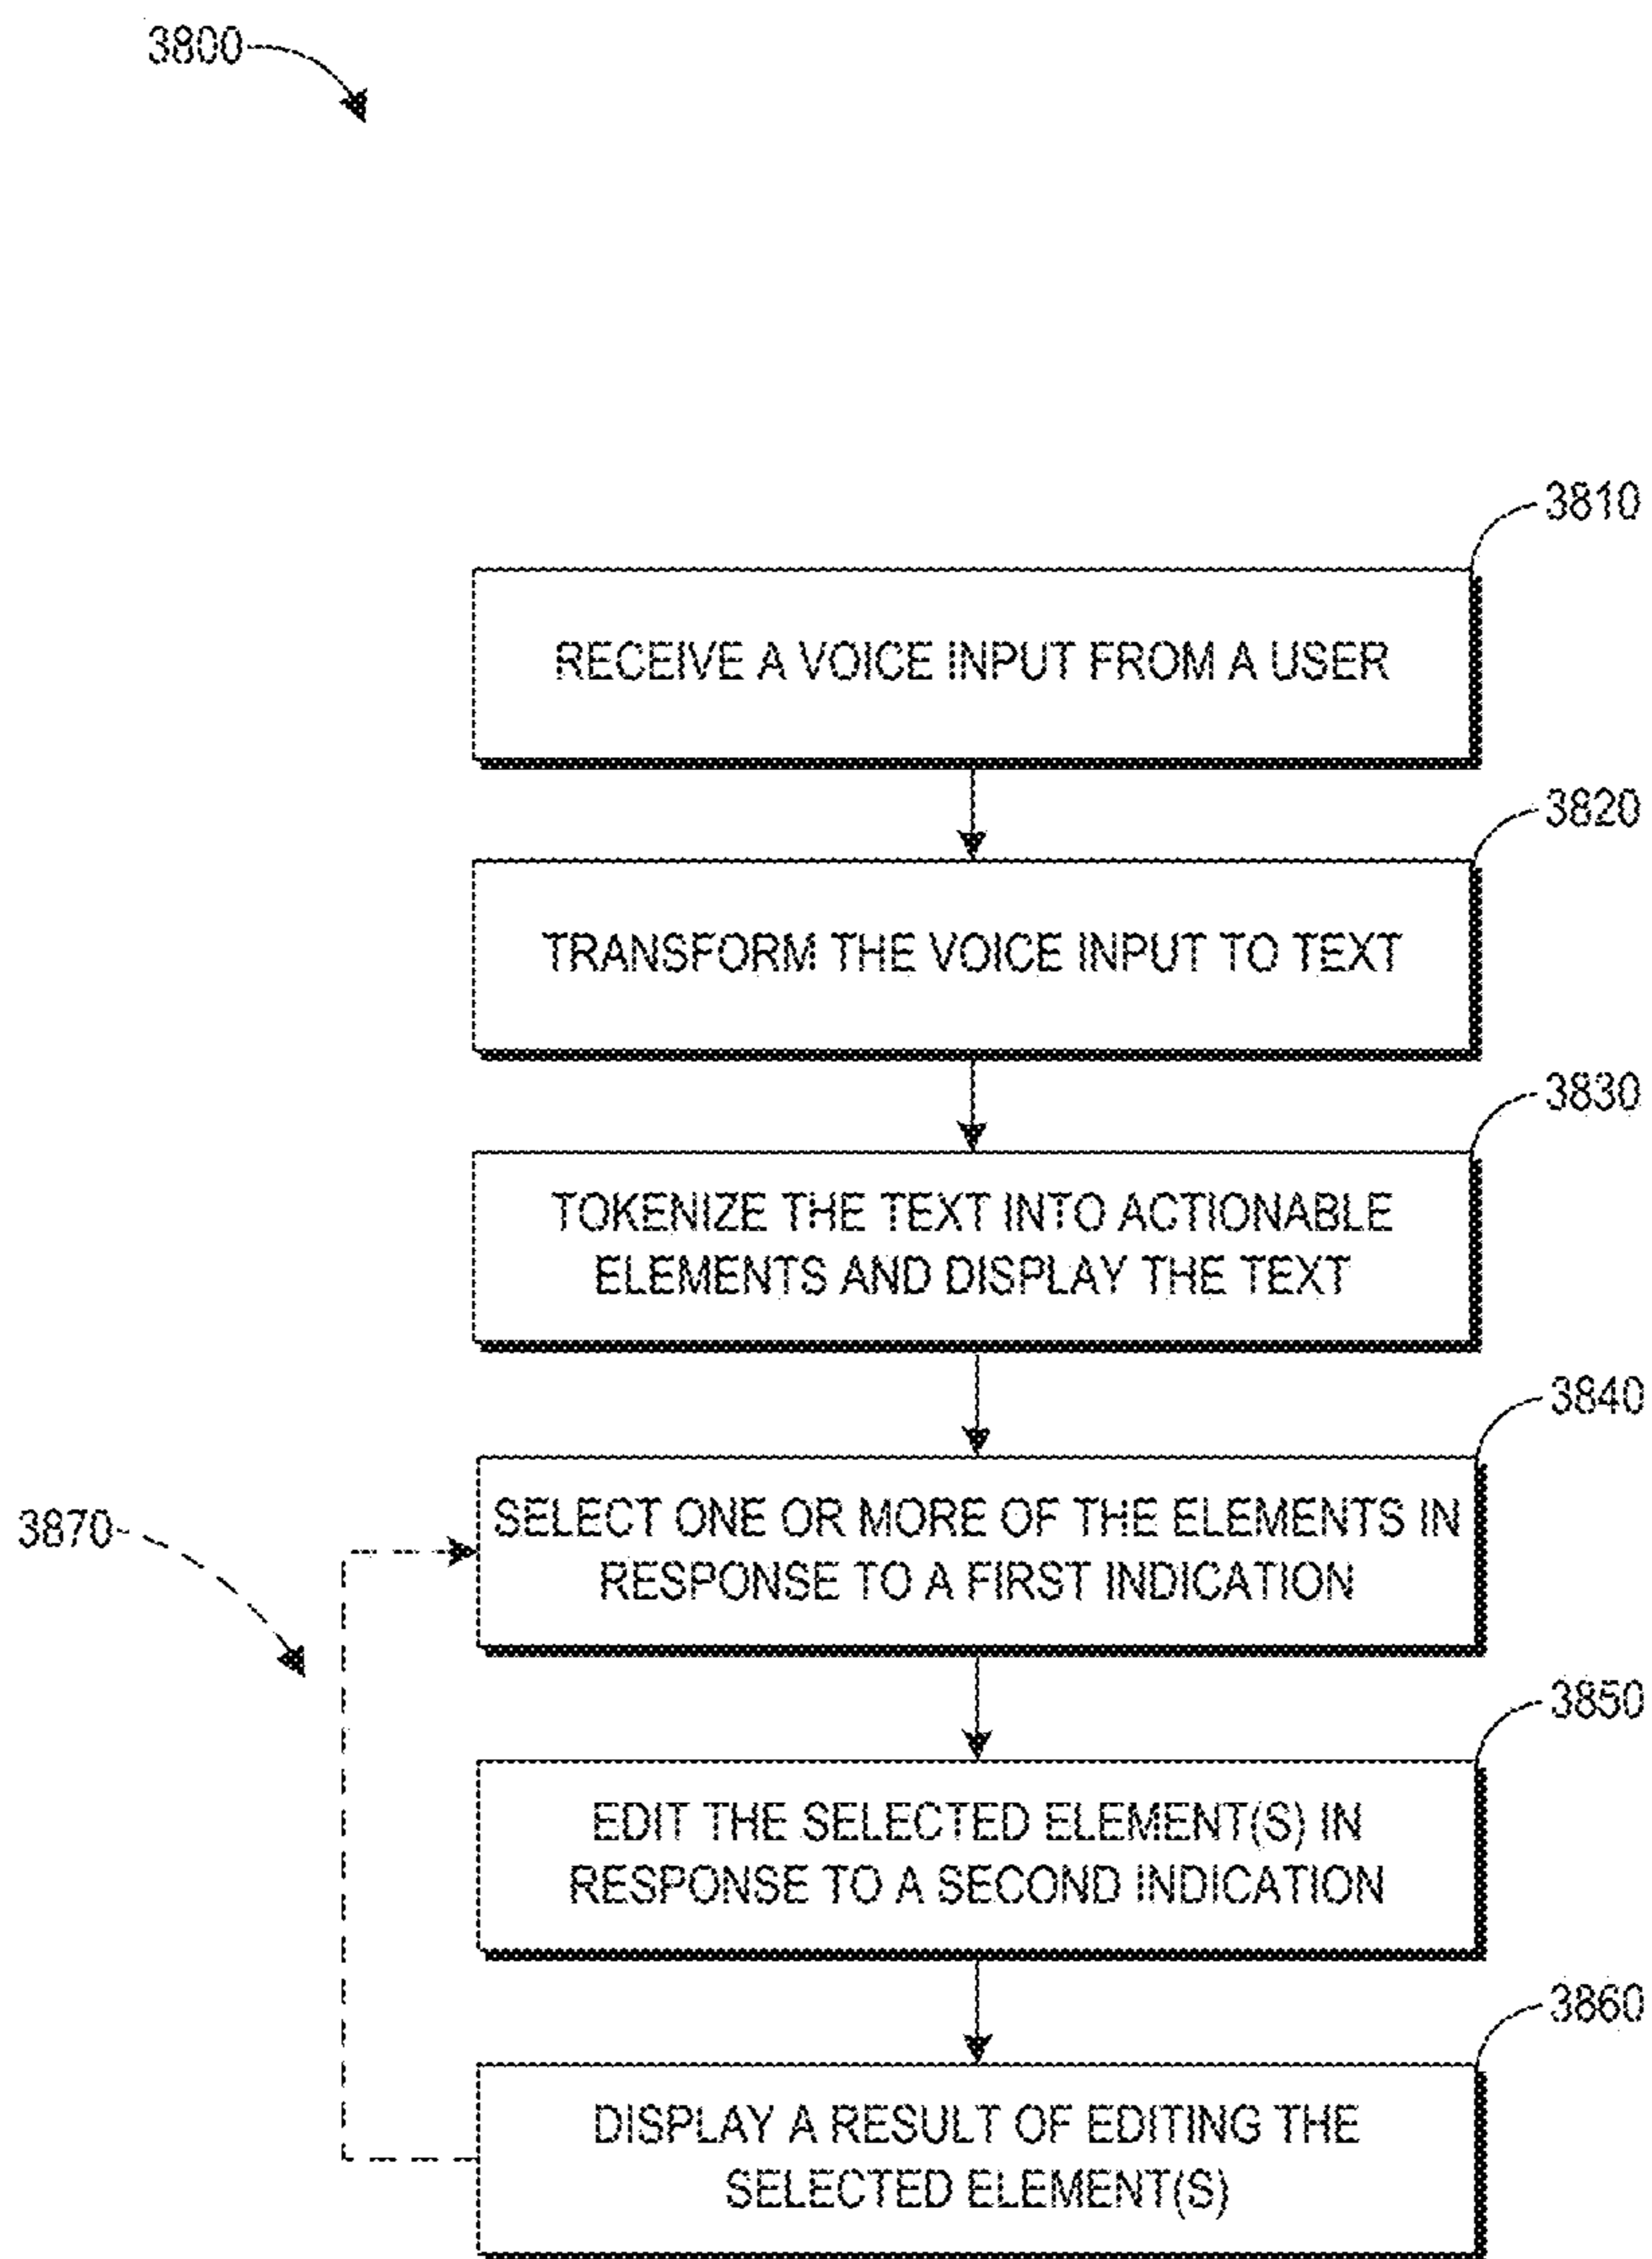 3800
3810
RECEIVE A VOICE INPUT FROM A USER
3820
TRANSFORM THE VOICE INPUT TO TEXT
3830
TOKENIZE THE TEXT INTO ACTIONABLE
ELEMENTS AND DISPLAY THE TEXT
3840
SELECT ONE OR MORE OF THE ELEMENTS IN
RESPONSE TO A FIRST INDICATION
3870
3850
EDIT THE SELECTED ELEMENT(S) IN
RESPONSE TO A SECOND INDICATION
3860
DISPLAY A RESULT OF EDITING THE
SELECTED ELEMENT(S)